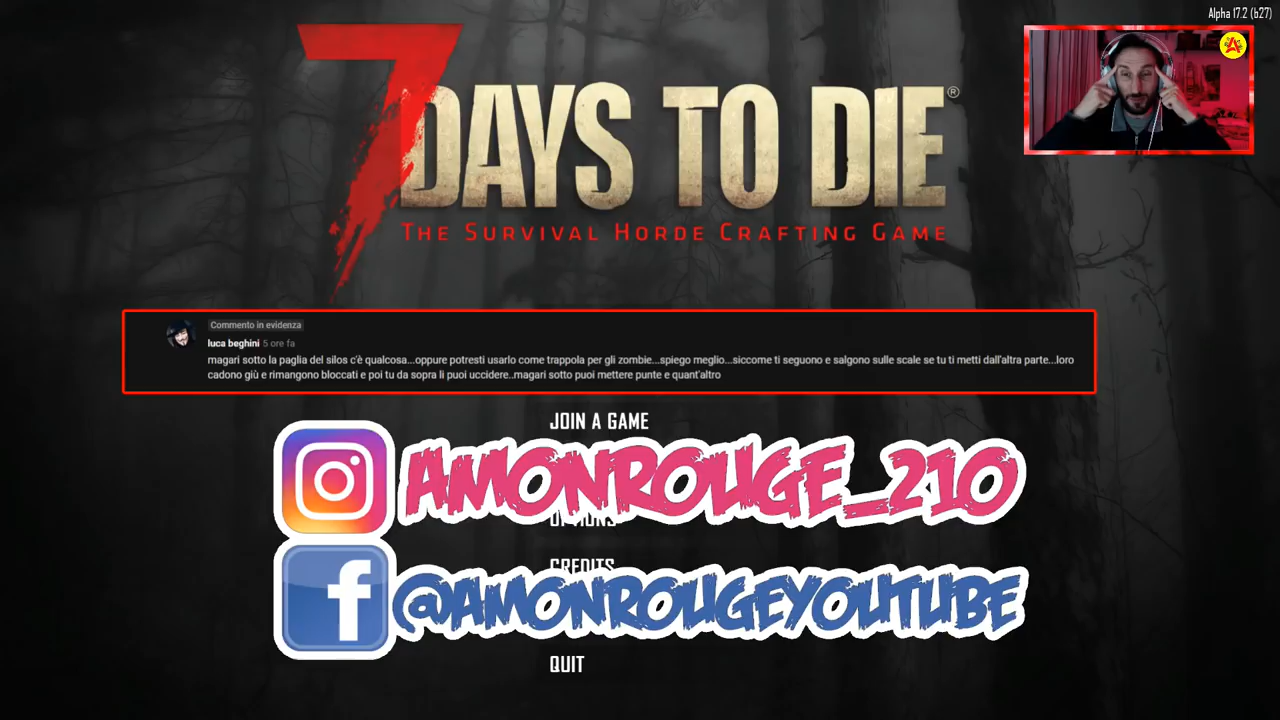 Alpha 17.2 (b27)
7 DAYS TO DIE®
THE SURVIVAL HORDE CRAFTING GAME
Commento in evidenza
luca beghini 5 ore fa
magari sotto la paglia del silos c'è qualcosa...oppure potresti usarlo come trappola per gli zombie...spiego meglio...siccome ti seguono e salgono sulle scale se tu ti metti dall'altra parte...loro
cadono giù e rimangono bloccati e poi tu da sopra li puoi uccidere..magari sotto puoi mettere punte e quant'altro
JOIN A GAME
AMONROUGE_210
OPTIONS
CREDITS
@AMONROUGEYOUTUBE
QUIT